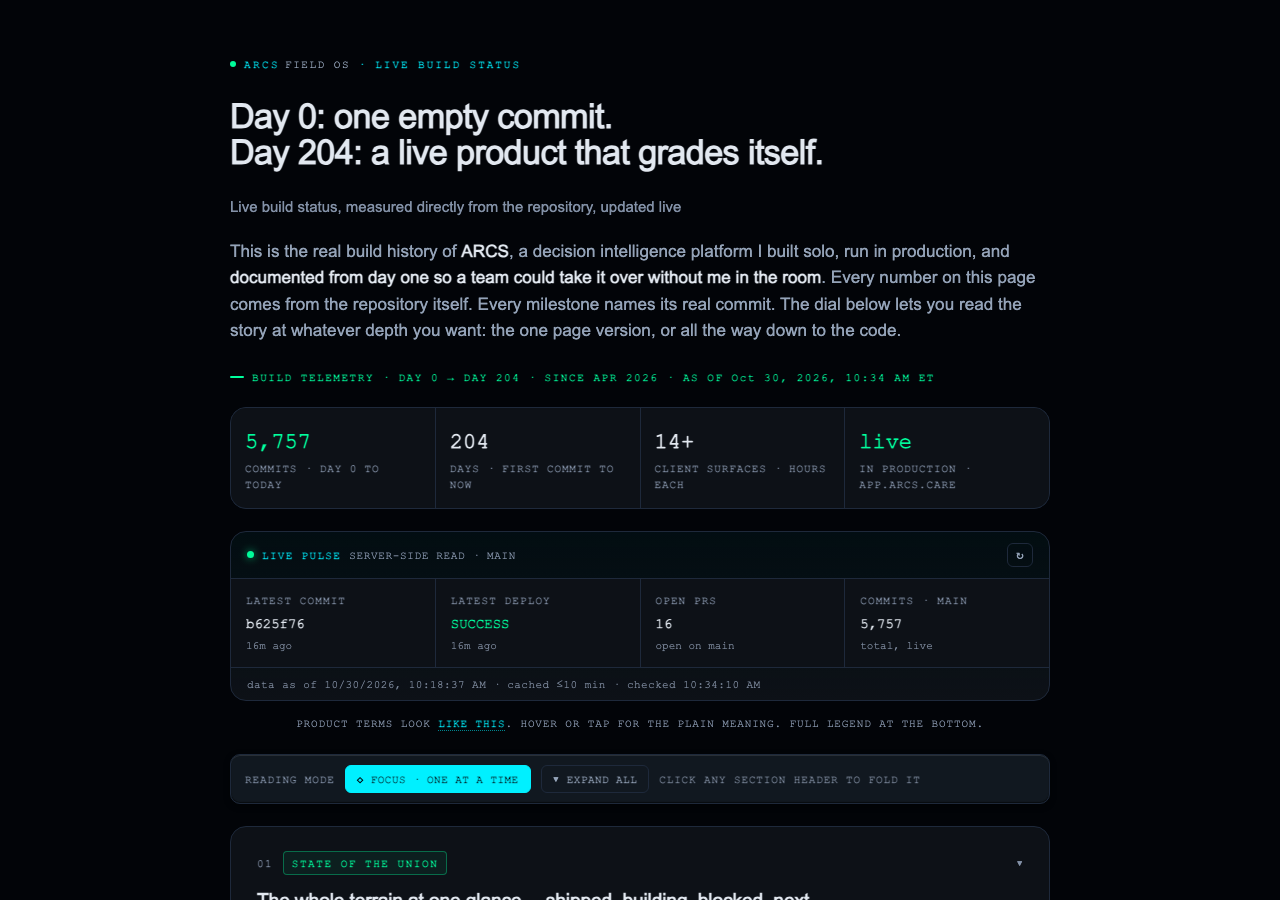 ARCS FIELD OS · LIVE BUILD STATUS
Day 0: one empty commit.
Day 204: a live product that grades itself.
Live build status, measured directly from the repository, updated live
This is the real build history of ARCS, a decision intelligence platform I built solo, run in production, and
documented from day one so a team could take it over without me in the room. Every number on this page
comes from the repository itself. Every milestone names its real commit. The dial below lets you read the
story at whatever depth you want: the one page version, or all the way down to the code.
BUILD TELEMETRY · DAY 0 → DAY 204 · SINCE APR 2026 · AS OF Oct 30, 2026, 10:34 AM ET
5,757
COMMITS · DAY 0 TO
TODAY
204
DAYS · FIRST COMMIT TO
NOW
14+
CLIENT SURFACES · HOURS
EACH
live
IN PRODUCTION ·
APP.ARCS.CARE
LIVE PULSE SERVER-SIDE READ · MAIN
↻
LATEST COMMIT
b625f76
16m ago
LATEST DEPLOY
SUCCESS
16m ago
OPEN PRS
16
open on main
COMMITS · MAIN
5,757
total, live
data as of 10/30/2026, 10:18:37 AM · cached ≤10 min · checked 10:34:10 AM
PRODUCT TERMS LOOK LIKE THIS. HOVER OR TAP FOR THE PLAIN MEANING. FULL LEGEND AT THE BOTTOM.
READING MODE ◇ FOCUS · ONE AT A TIME ▼ EXPAND ALL CLICK ANY SECTION HEADER TO FOLD IT
01 STATE OF THE UNION ▼
The whole terrain at one glance — shipped, building, blocked, next.